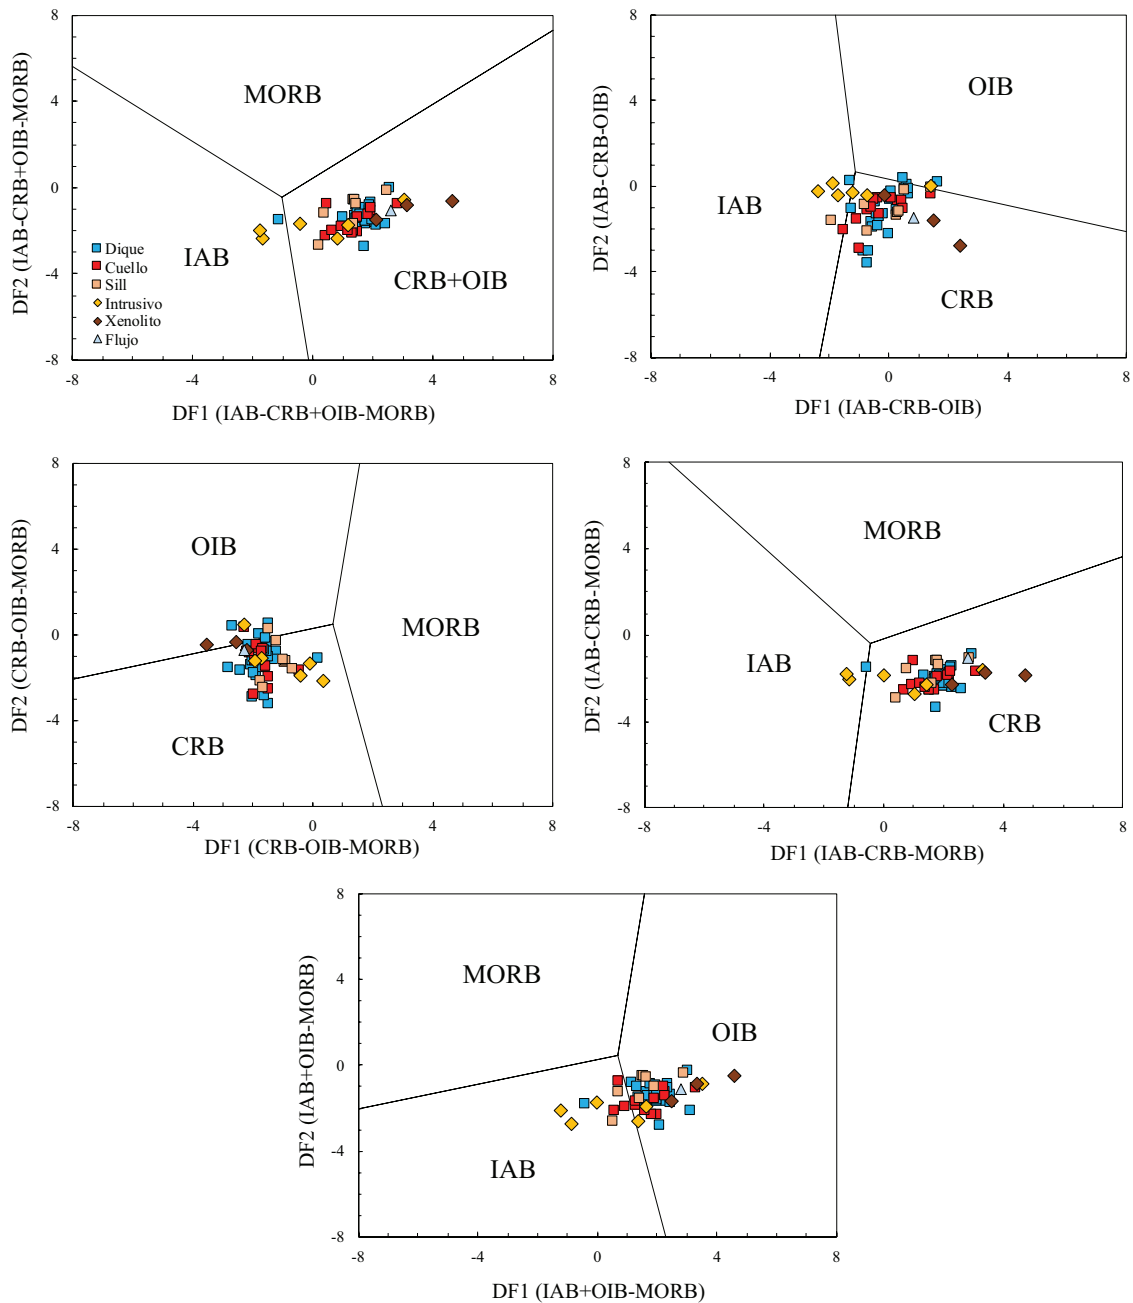 8
4
0
-4
-8
-8
-4
0
4
8
DF2 (IAB-CRB+OIB-MORB)
DF1 (IAB-CRB+OIB-MORB)
MORB
IAB
CRB+OIB
Dique
Cuello
Sill
Intrusivo
Xenolito
Flujo
8
4
0
-4
-8
-8
-4
0
4
8
DF2 (IAB-CRB-OIB)
DF1 (IAB-CRB-OIB)
OIB
IAB
CRB
8
4
0
-4
-8
-8
-4
0
4
8
DF2 (CRB-OIB-MORB)
DF1 (CRB-OIB-MORB)
OIB
MORB
CRB
8
4
0
-4
-8
-8
-4
0
4
8
DF2 (IAB-CRB-MORB)
DF1 (IAB-CRB-MORB)
MORB
IAB
CRB
8
4
0
-4
-8
-8
-4
0
4
8
DF2 (IAB+OIB-MORB)
DF1 (IAB+OIB-MORB)
MORB
OIB
IAB